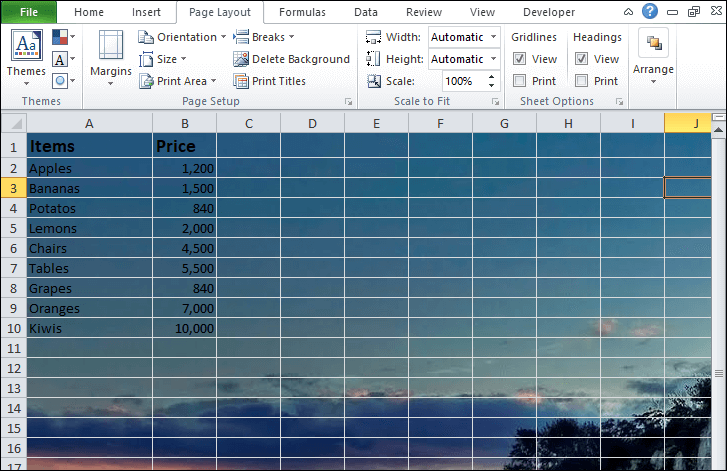 File Home Insert Page Layout Formulas Data Review View Developer
Orientation Breaks Width: Automatic Gridlines Headings
Themes Margins Size Delete Background Height: Automatic View View Arrange
Print Area Print Titles Scale: 100% Print Print
Themes Page Setup Scale to Fit Sheet Options
A B C D E F G H I J
1 Items Price
2 Apples 1,200
3 Bananas 1,500
4 Potatos 840
5 Lemons 2,000
6 Chairs 4,500
7 Tables 5,500
8 Grapes 840
9 Oranges 7,000
10 Kiwis 10,000
11
12
13
14
15
16
17